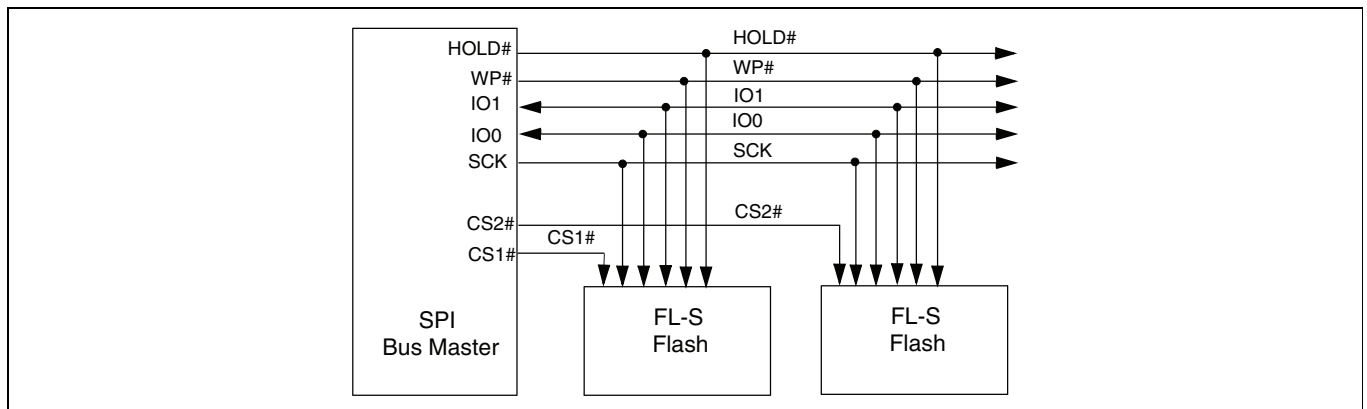 HOLD#
HOLD#
WP#
WP#
IO1
IO1
IO0
IO0
SCK
SCK
CS2#
CS2#
CS1#
CS1#
SPI
Bus Master
FL-S
Flash
FL-S
Flash